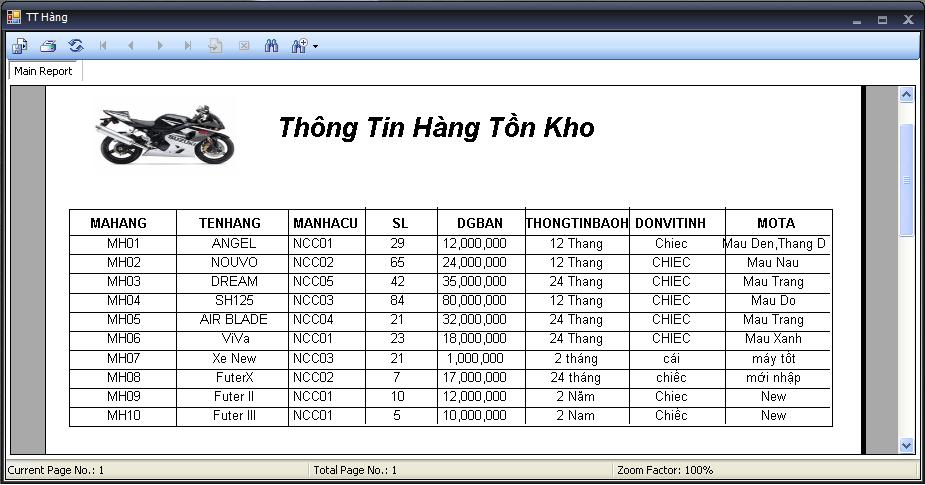 TT Hàng
Main Report
SUZUKI
Thông Tin Hàng Tồn Kho
MAHANG TENHANG MANHACU SL DGBAN THONGTINBAOH DONVITINH MOTA
MH01 ANGEL NCC01 29 12,000,000 12 Thang Chiec Mau Den,Thang D
MH02 NOUVO NCC02 65 24,000,000 12 Thang CHIEC Mau Nau
MH03 DREAM NCC05 42 35,000,000 24 Thang CHIEC Mau Trang
MH04 SH125 NCC03 84 80,000,000 12 Thang CHIEC Mau Do
MH05 AIR BLADE NCC04 21 32,000,000 24 Thang CHIEC Mau Trang
MH06 ViVa NCC01 23 18,000,000 24 Thang CHIEC Mau Xanh
MH07 Xe New NCC03 21 1,000,000 2 tháng cái máy tốt
MH08 FuterX NCC02 7 17,000,000 24 tháng chiếc mới nhập
MH09 Futer II NCC01 10 12,000,000 2 Năm Chiec New
MH10 Futer III NCC01 5 10,000,000 2 Nam Chiếc New
Current Page No.: 1 Total Page No.: 1 Zoom Factor: 100%